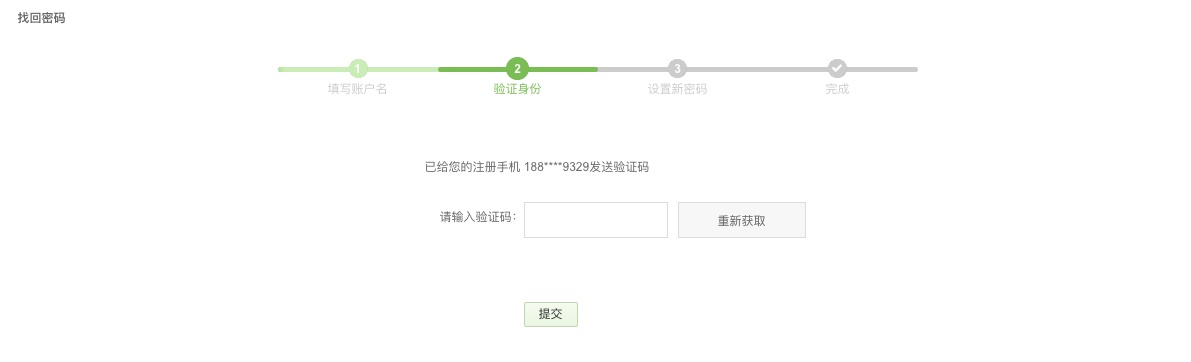 找回密码
1 2 3
填写账户名 验证身份 设置新密码 完成
已给您的注册手机 188****9329发送验证码
请输入验证码： 重新获取
提交